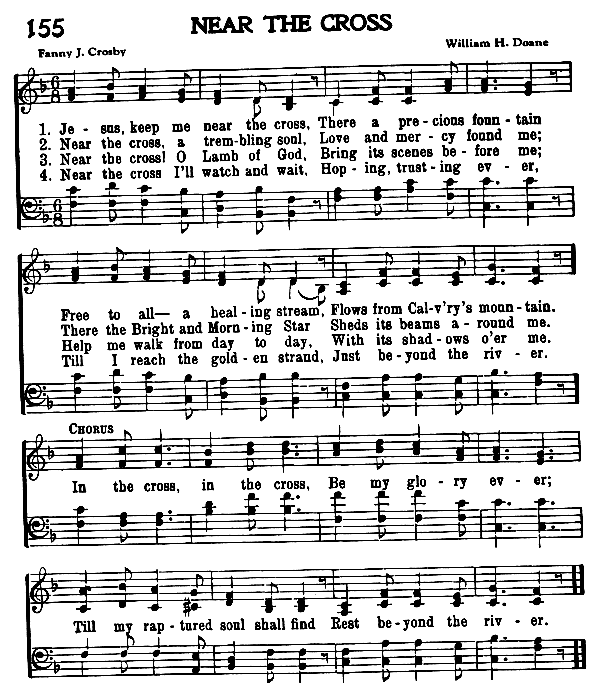 155
NEAR THE CROSS
Fanny J. Crosby
William H. Doane
1. Je - sus, keep me near the cross, There a pre - cious foun - tain
2. Near the cross, a trem-bling soul, Love and mer - cy found me;
3. Near the cross! O Lamb of God, Bring its scenes be - fore me;
4. Near the cross I'll watch and wait, Hop - ing, trust - ing ev - er,
Free to all— a heal - ing stream, Flows from Cal-v'ry's moun - tain.
There the Bright and Morn - ing Star Sheds its beams a - round me.
Help me walk from day to day, With its shad - ows o'er me.
Till I reach the gold - en strand, Just be - yond the riv - er.
CHORUS
In the cross, in the cross, Be my glo - ry ev - er;
Till my rap - tured soul shall find Rest be - yond the riv - er.